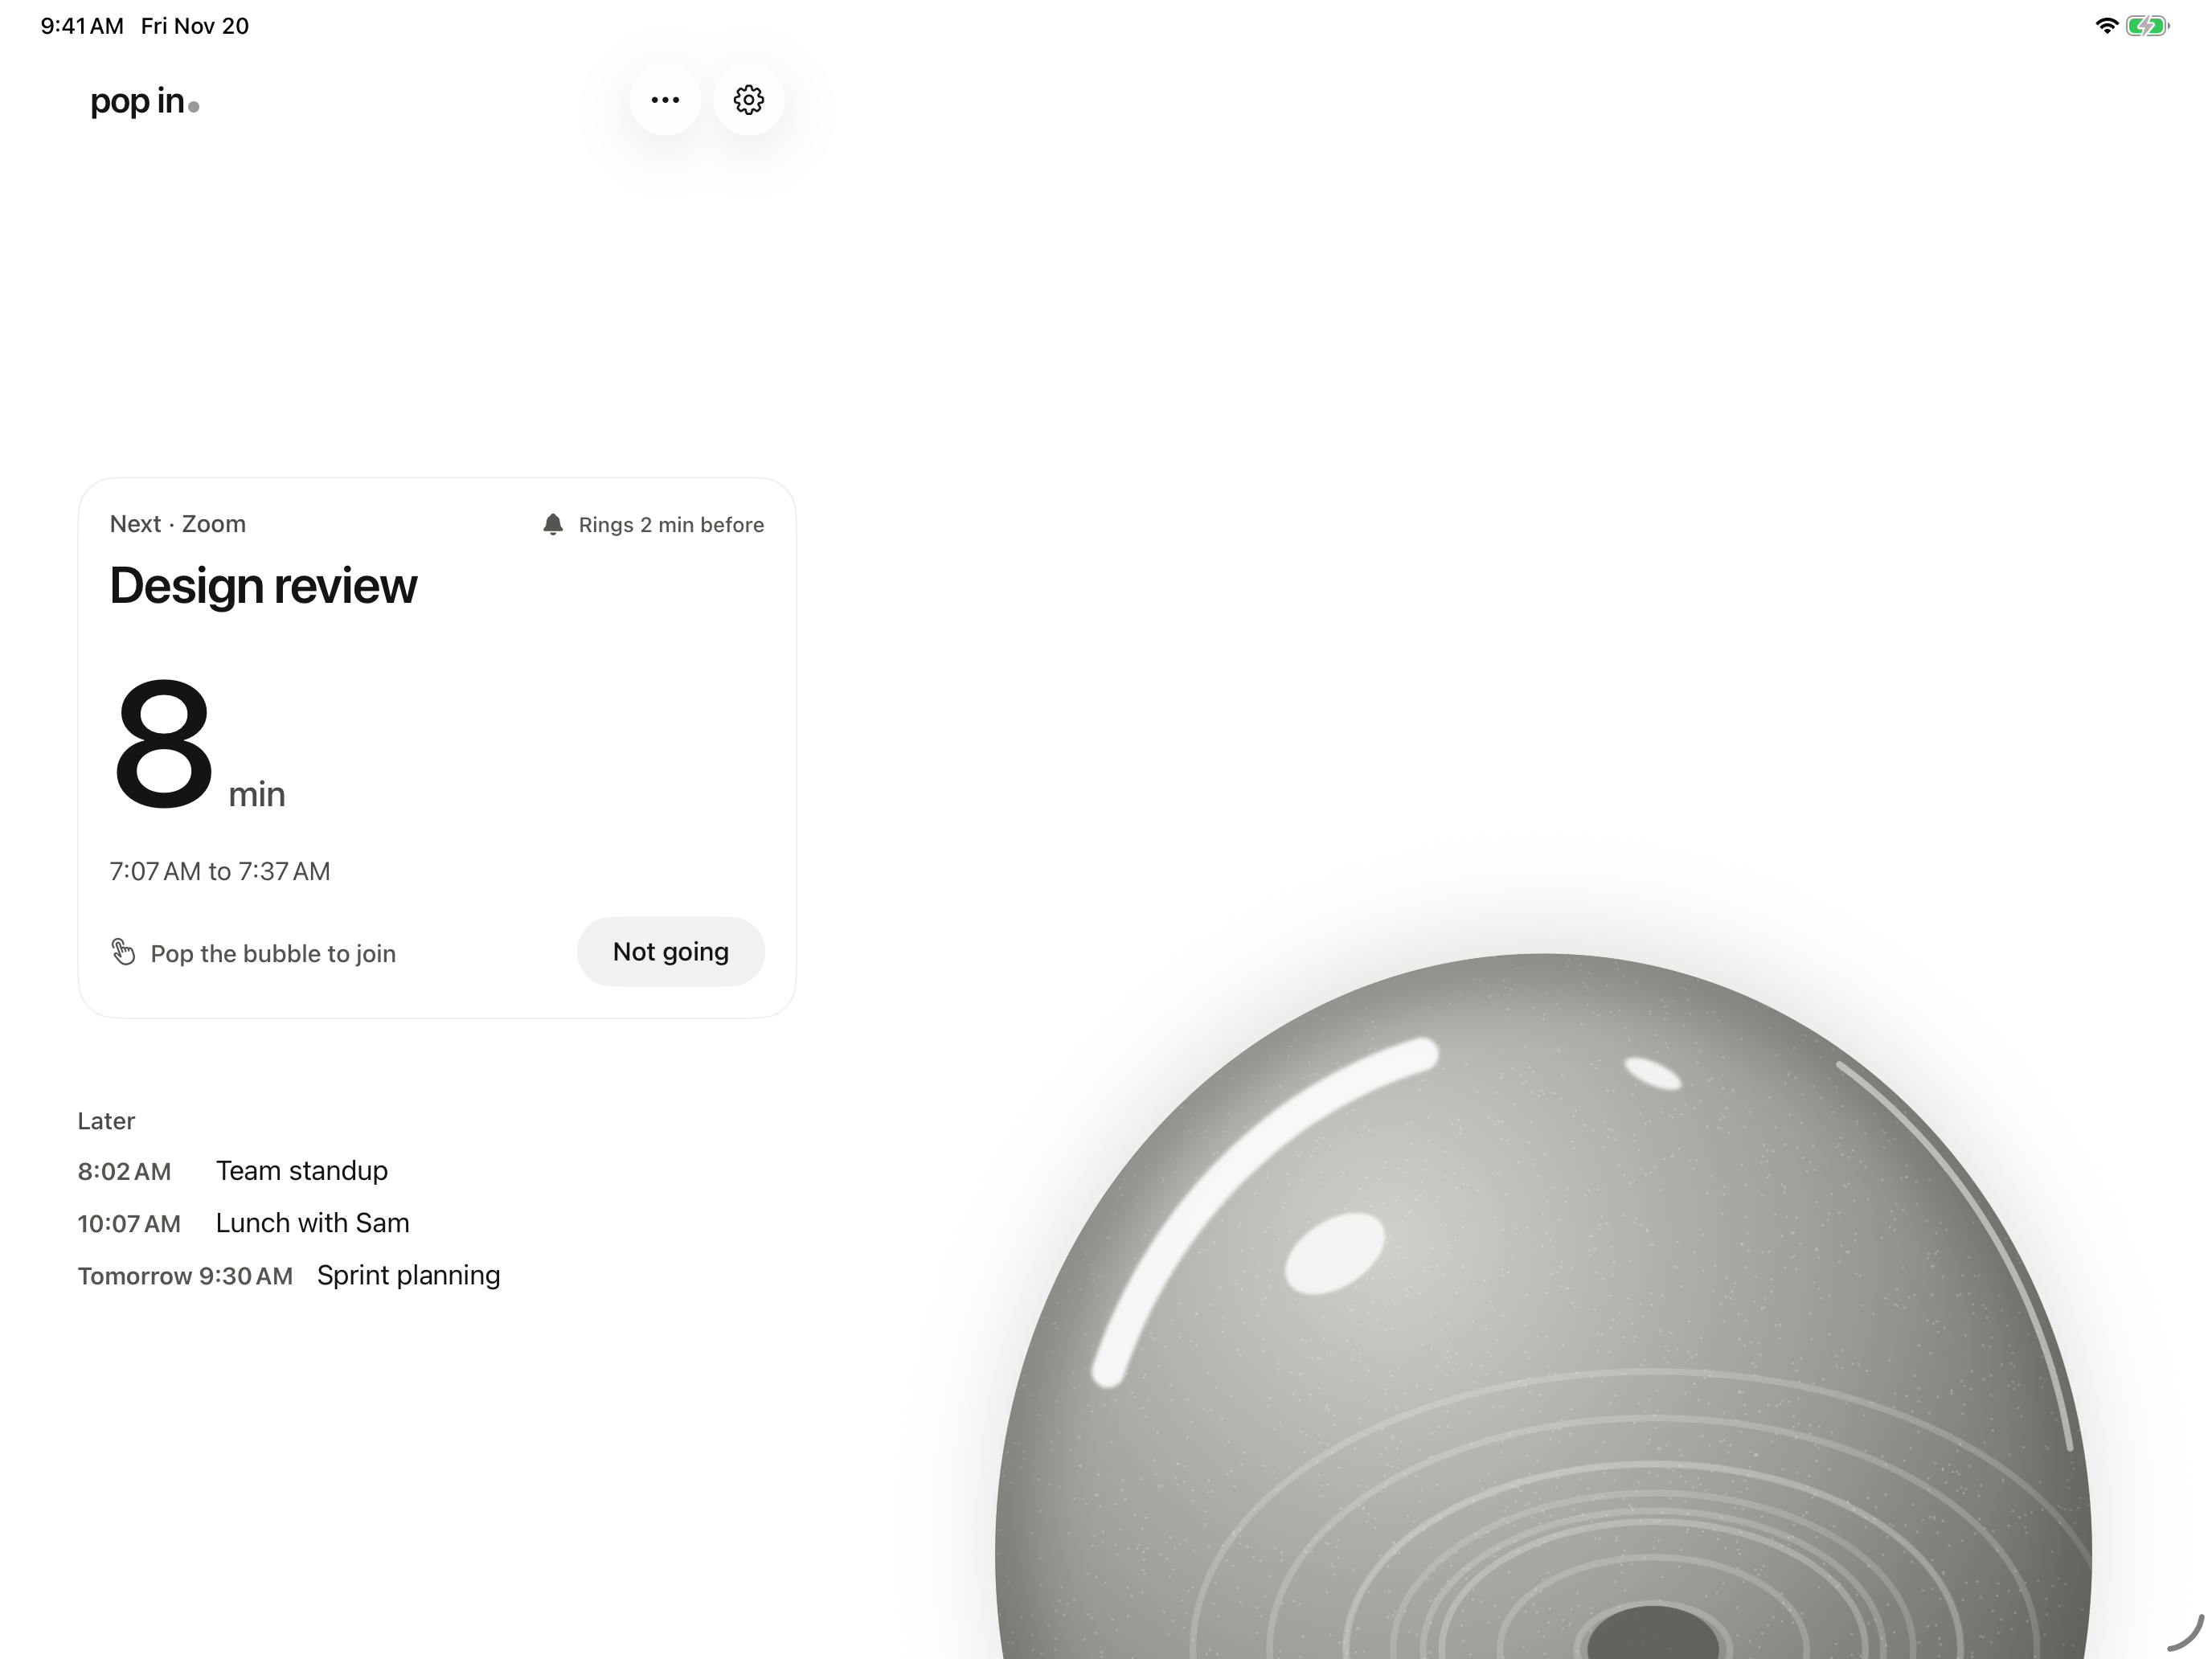 9:41 AM Fri Nov 20
pop in
Next · Zoom
Rings 2 min before
Design review
8 min
7:07 AM to 7:37 AM
Pop the bubble to join
Not going
Later
8:02 AM Team standup
10:07 AM Lunch with Sam
Tomorrow 9:30 AM Sprint planning